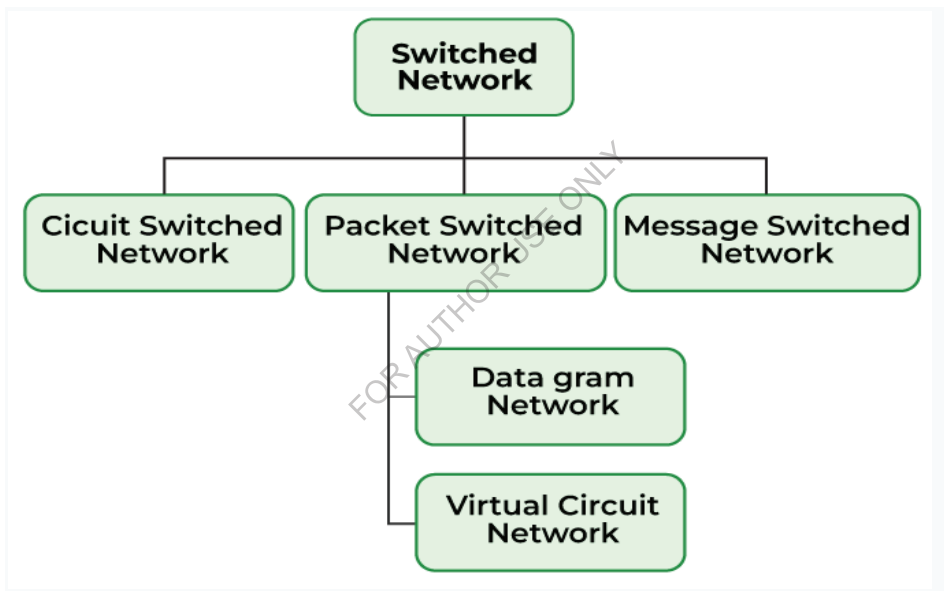 Switched
Network
Cicuit Switched
Network
Packet Switched
Network
Message Switched
Network
FOR AUTHOR USE ONLY
Data gram
Network
Virtual Circuit
Network